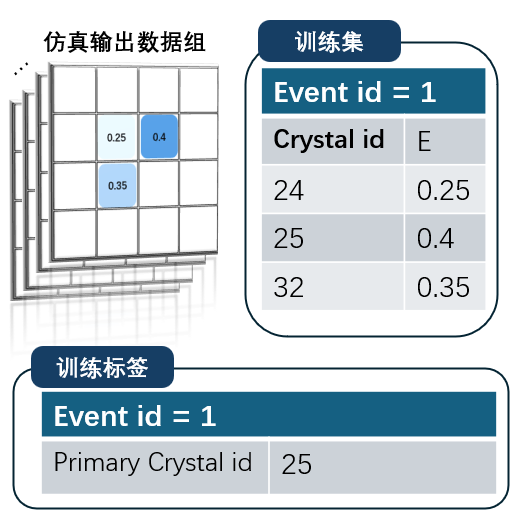 仿真输出数据组
...
0.25
0.4
0.35
训练集
Event id = 1
Crystal id E
24 0.25
25 0.4
32 0.35
训练标签
Event id = 1
Primary Crystal id 25